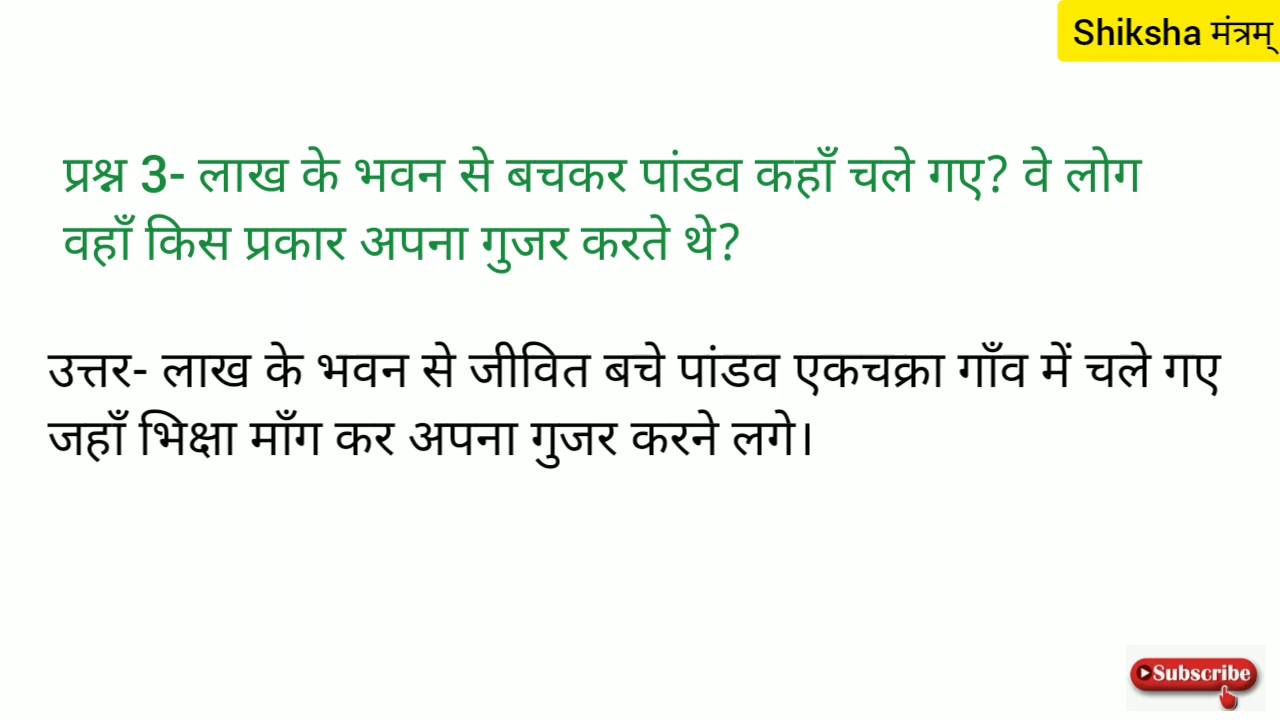 Shiksha मंत्रम्
प्रश्न 3- लाख के भवन से बचकर पांडव कहाँ चले गए? वे लोग
वहाँ किस प्रकार अपना गुजर करते थे?
उत्तर- लाख के भवन से जीवित बचे पांडव एकचक्रा गाँव में चले गए
जहाँ भिक्षा माँग कर अपना गुजर करने लगे।
Subscribe